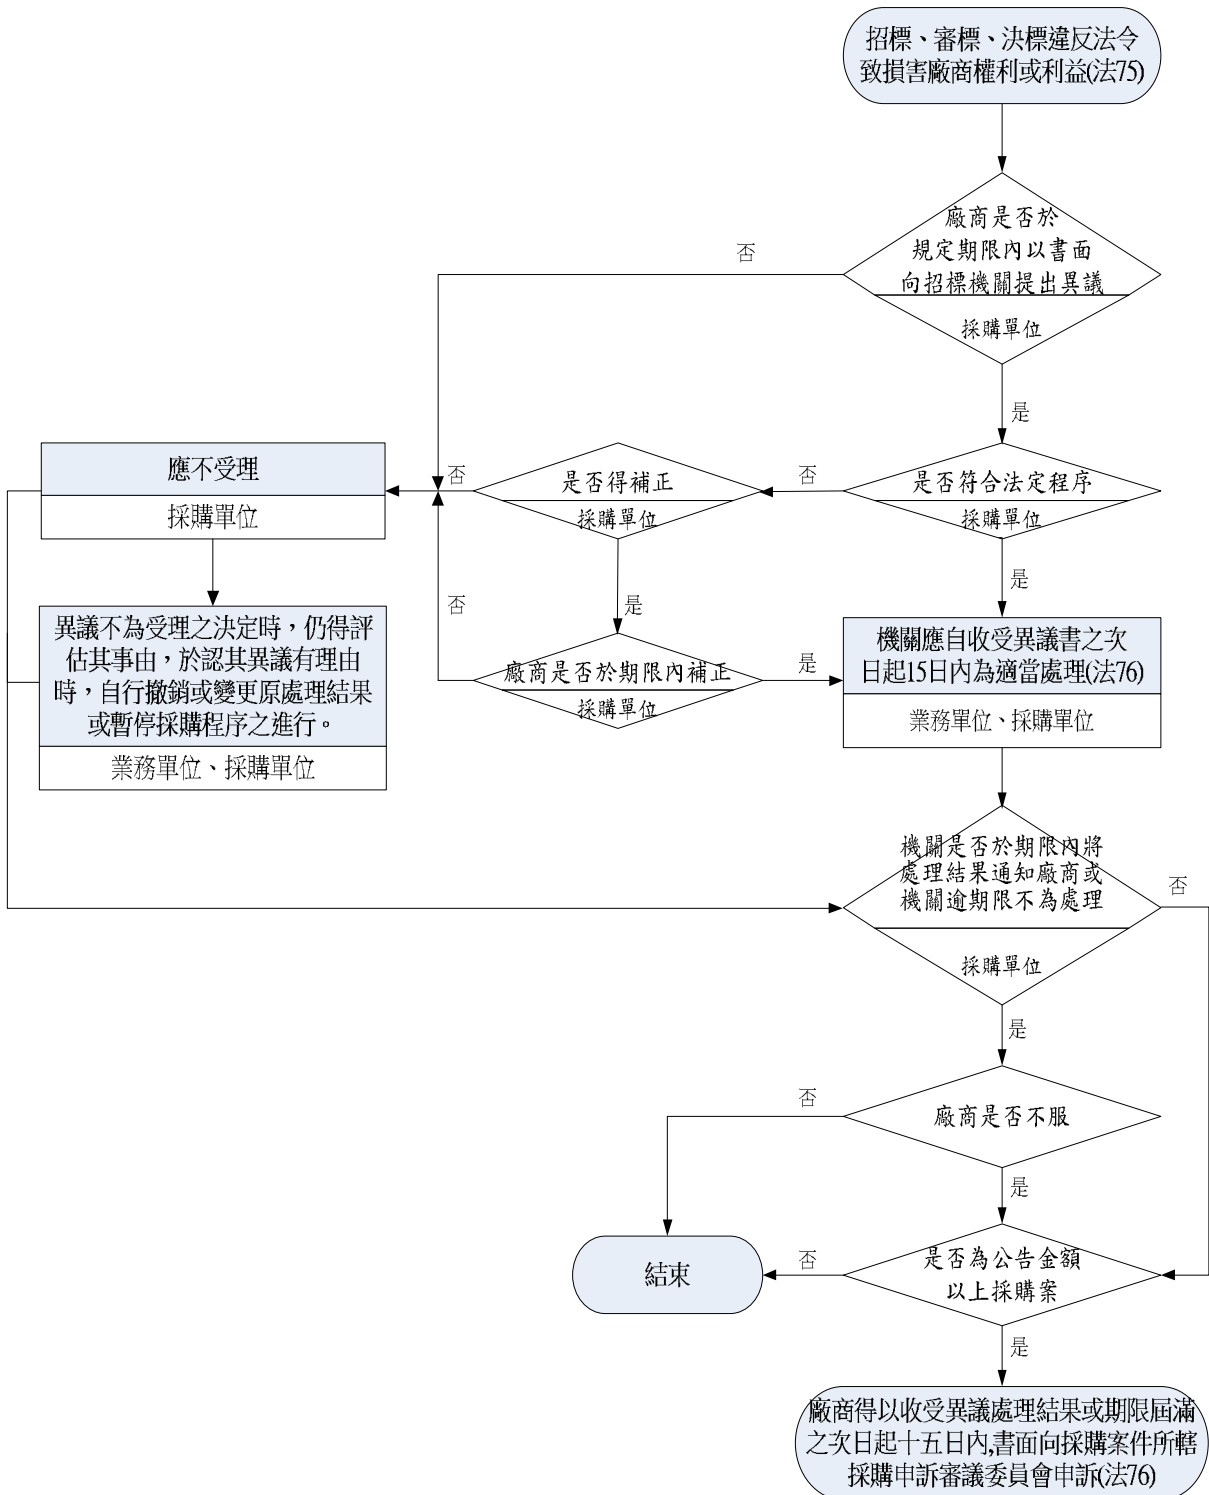 招標、審標、決標違反法令
致損害廠商權利或利益(法75)
廠商是否於
規定期限內以書面
向招標機關提出異議
採購單位
否
是
是否符合法定程序
採購單位
否
是
是否得補正
採購單位
否
是
應不受理
採購單位
異議不為受理之決定時，仍得評
估其事由，於認其異議有理由
時，自行撤銷或變更原處理結果
或暫停採購程序之進行。
業務單位、採購單位
廠商是否於期限內補正
採購單位
否
是
機關應自收受異議書之次
日起15日內為適當處理(法76)
業務單位、採購單位
機關是否於期限內將
處理結果通知廠商或
機關逾期限不為處理
採購單位
否
是
廠商是否不服
否
是
是否為公告金額
以上採購案
否
是
結束
廠商得以收受異議處理結果或期限屆滿
之次日起十五日內,書面向採購案件所轄
採購申訴審議委員會申訴(法76)